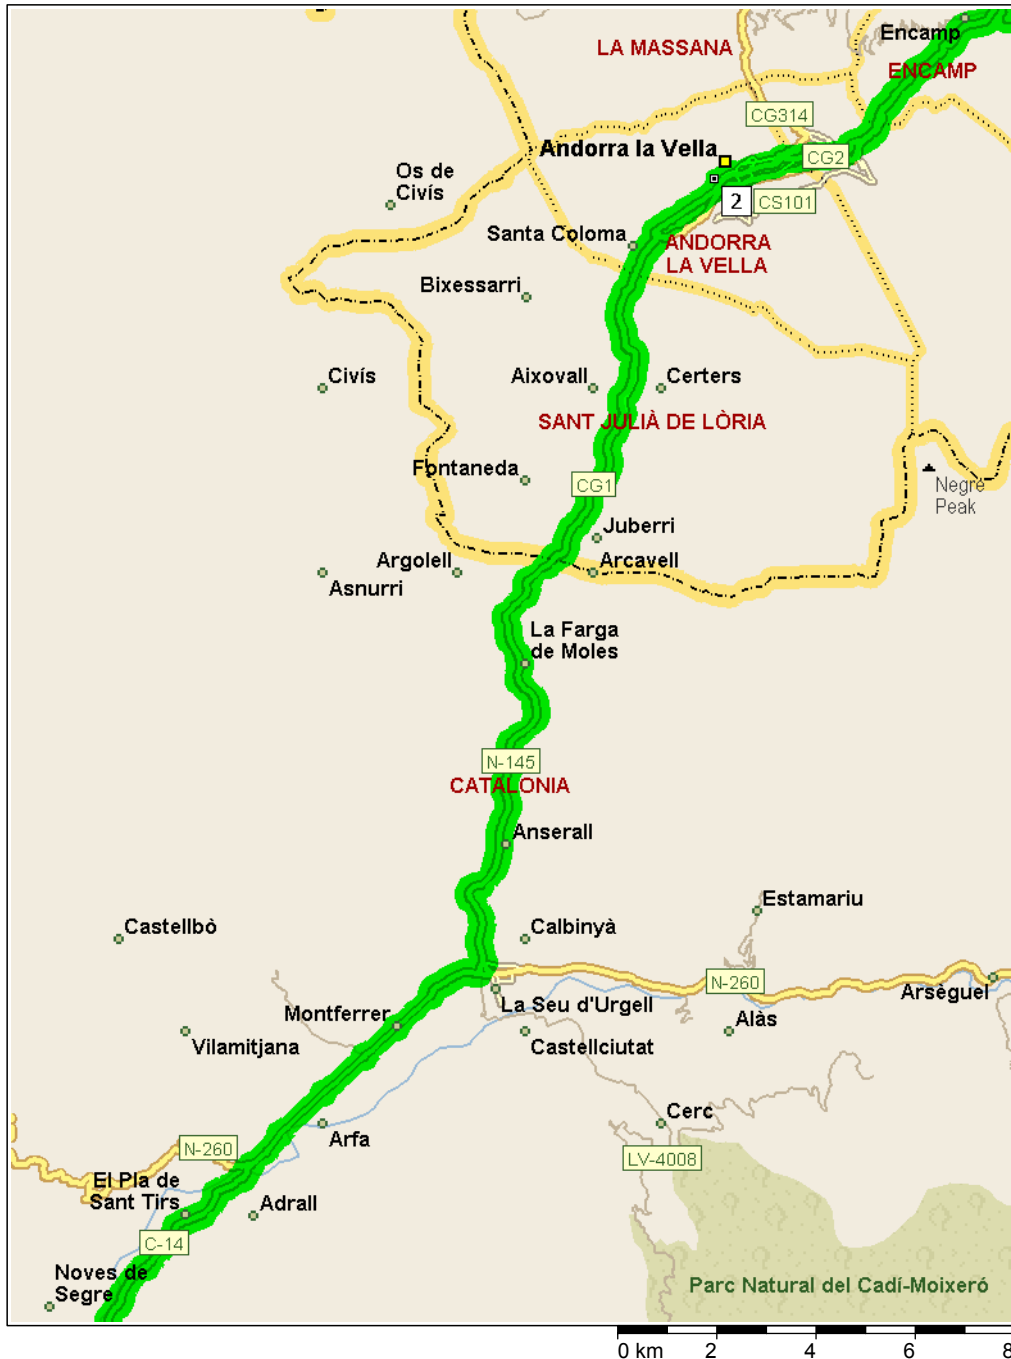 Encamp
LA MASSANA
ENCAMP
CG314
Andorra la Vella
CG2
Os de
Civís
2
CS101
Santa Coloma
ANDORRA
LA VELLA
Bixessarri
Civís
Aixovall
Certers
SANT JULIÀ DE LÒRIA
Fontaneda
CG1
Negre
Peak
Juberri
Argolell
Arcavell
Asnurri
La Farga
de Moles
N-145
CATALONIA
Anserall
Estamariu
Castellbò
Calbinyà
N-260
Arsèguel
La Seu d'Urgell
Montferrer
Alàs
Vilamitjana
Castellciutat
Cerc
Arfa
N-260
LV-4008
El Pla de
Sant Tirs
Adrall
C-14
Noves de
Segre
Parc Natural del Cadí-Moixeró
0 km 2 4 6 8